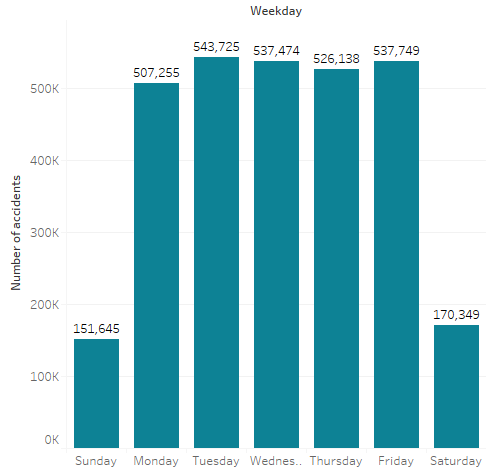 Weekday
543,725
537,474
537,749
526,138
507,255
500K
400K
Number of accidents
300K
200K
170,349
151,645
100K
0K
Sunday Monday Tuesday Wednes.. Thursday Friday Saturday